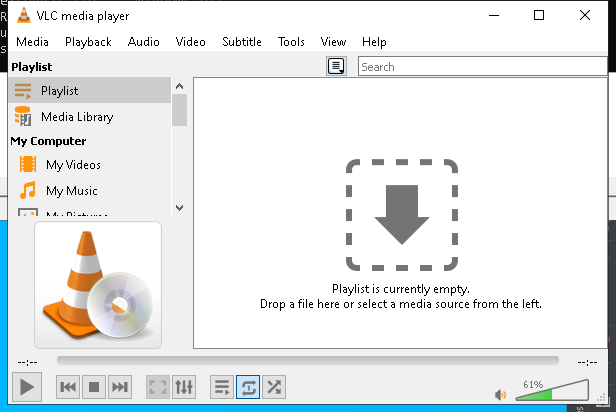 VLC media player
Media Playback Audio Video Subtitle Tools View Help
Playlist
Search
Playlist
Media Library
My Computer
My Videos
My Music
My Pictures
Playlist is currently empty.
Drop a file here or select a media source from the left.
--:-- --:--
61%